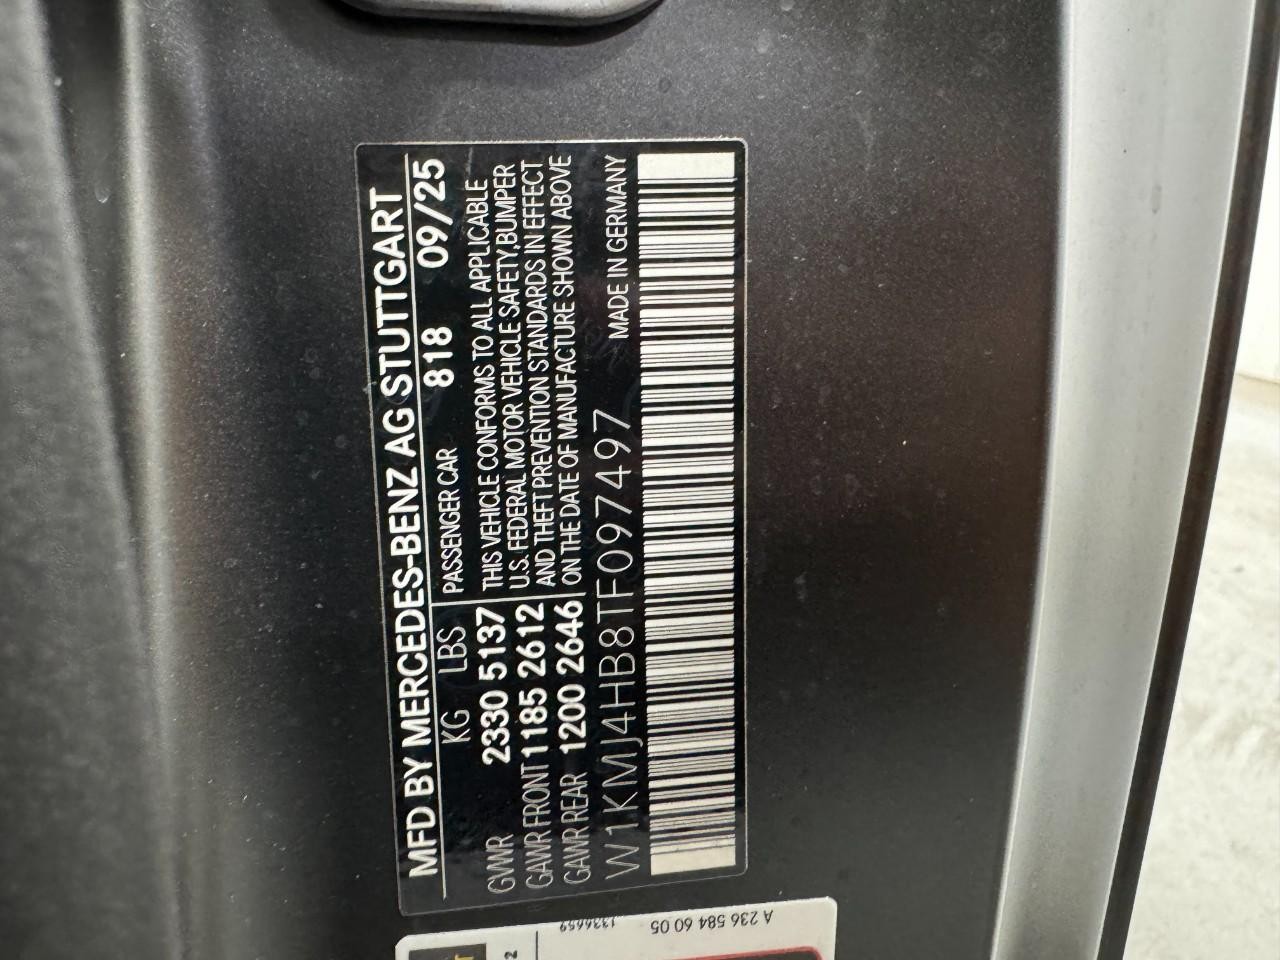 MFD BY MERCEDES-BENZ AG STUTTGART
KG LBS PASSENGER CAR 818 09/25
GVWR 2330 5137 THIS VEHICLE CONFORMS TO ALL APPLICABLE
U.S. FEDERAL MOTOR VEHICLE SAFETY,BUMPER
GAWR FRONT 1185 2612 AND THEFT PREVENTION STANDARDS IN EFFECT
GAWR REAR 1200 2646 ON THE DATE OF MANUFACTURE SHOWN ABOVE
W1KMJ4HB8TF097497 MADE IN GERMANY
A 236 584 60 05
1336659
2